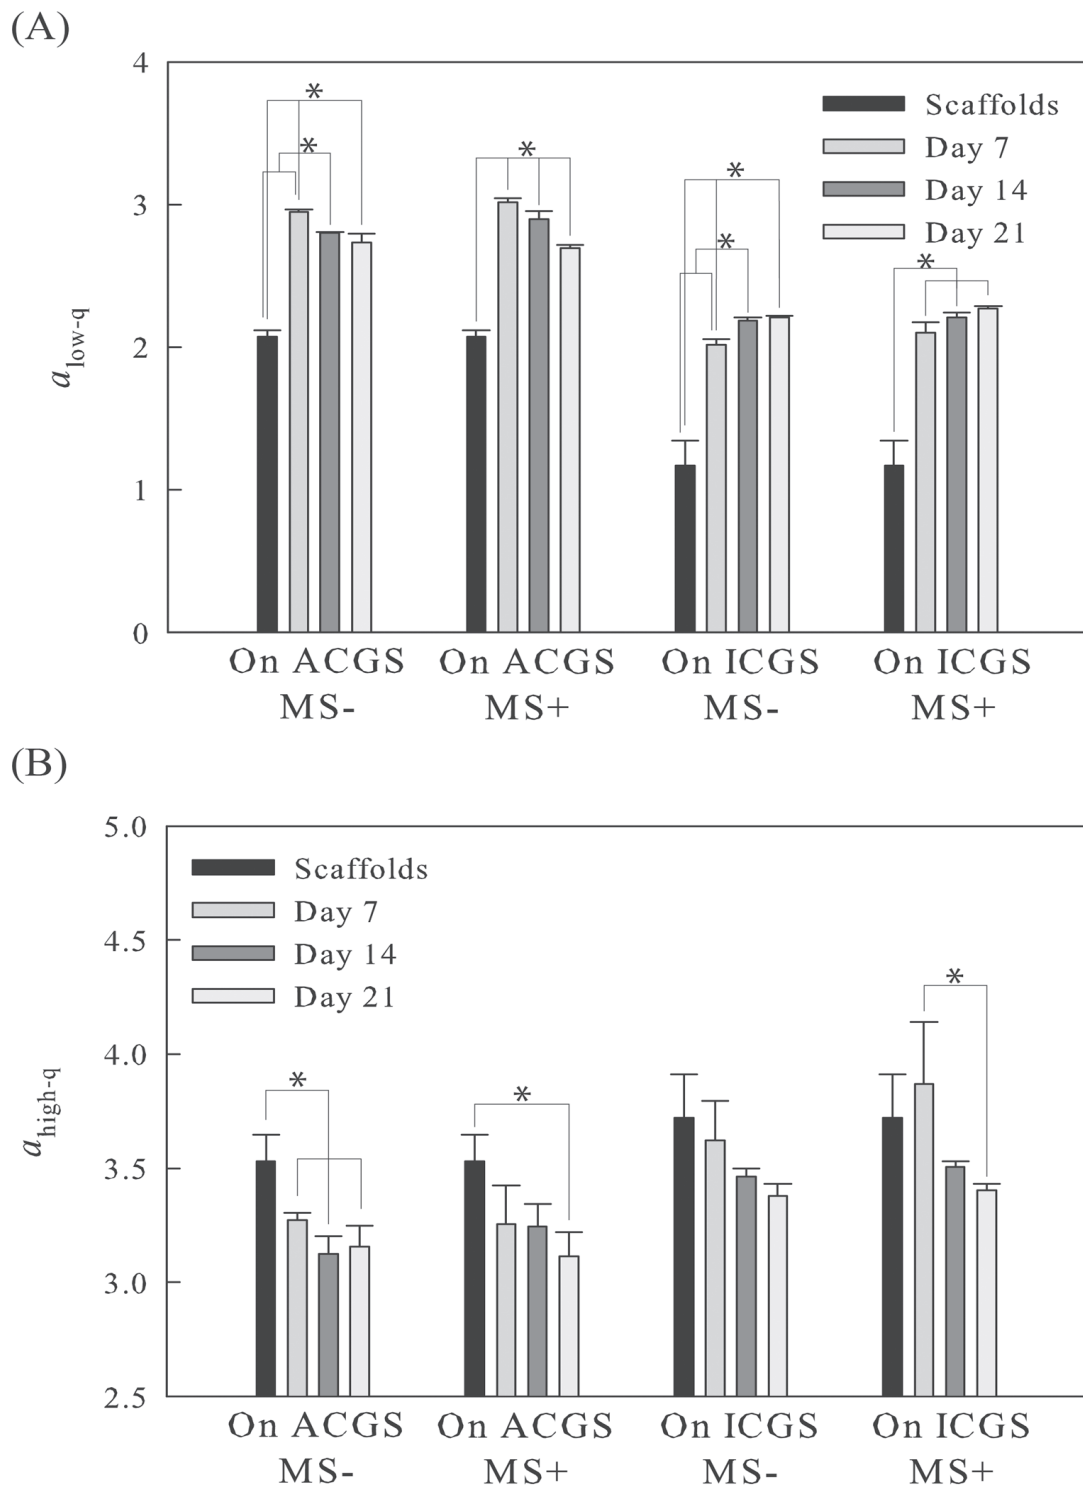 (A)
4
3
2
1
0
a low-q
Scaffolds
Day 7
Day 14
Day 21
*
*
*
*
*
*
On ACGS
MS-
On ACGS
MS+
On ICGS
MS-
On ICGS
MS+
(B)
5.0
4.5
4.0
3.5
3.0
2.5
a high-q
Scaffolds
Day 7
Day 14
Day 21
*
*
*
On ACGS
MS-
On ACGS
MS+
On ICGS
MS-
On ICGS
MS+